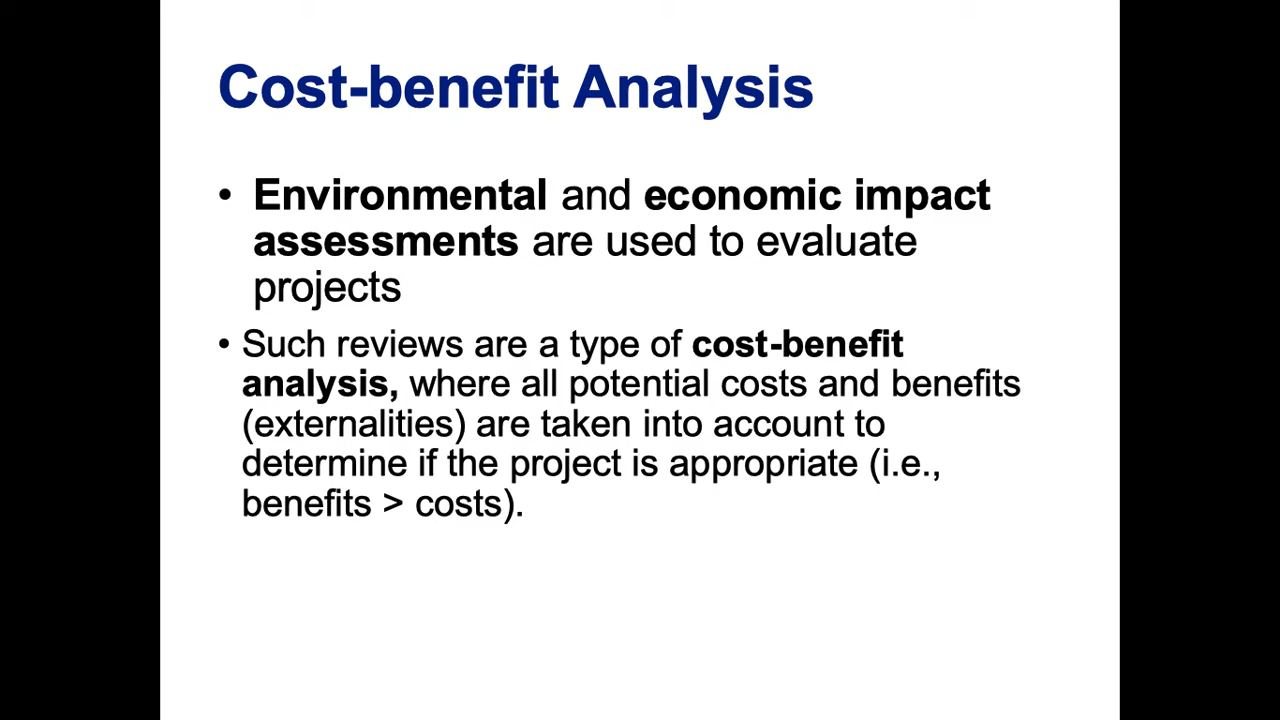 Cost-benefit Analysis
• Environmental and economic impact
assessments are used to evaluate
projects
• Such reviews are a type of cost-benefit
analysis, where all potential costs and benefits
(externalities) are taken into account to
determine if the project is appropriate (i.e.,
benefits > costs).